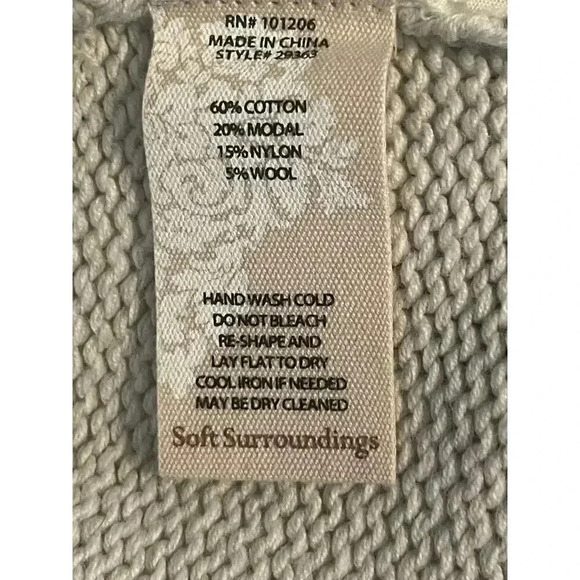 RN# 101206
MADE IN CHINA
STYLE# 29363
60% COTTON
20% MODAL
15% NYLON
5% WOOL
HAND WASH COLD
DO NOT BLEACH
RE-SHAPE AND
LAY FLAT TO DRY
COOL IRON IF NEEDED
MAY BE DRY CLEANED
Soft Surroundings